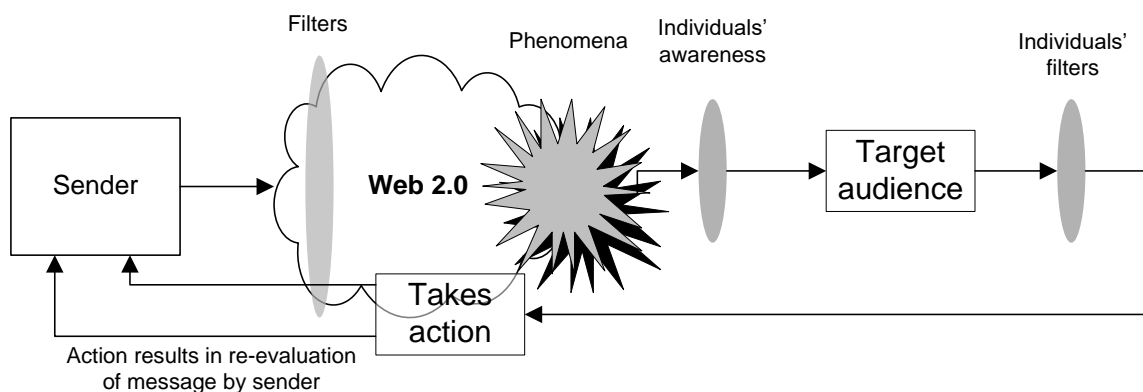 Filters
Phenomena
Individuals’
awareness
Individuals’
filters
Sender
Web 2.0
Target
audience
Takes
action
Action results in re-evaluation
of message by sender